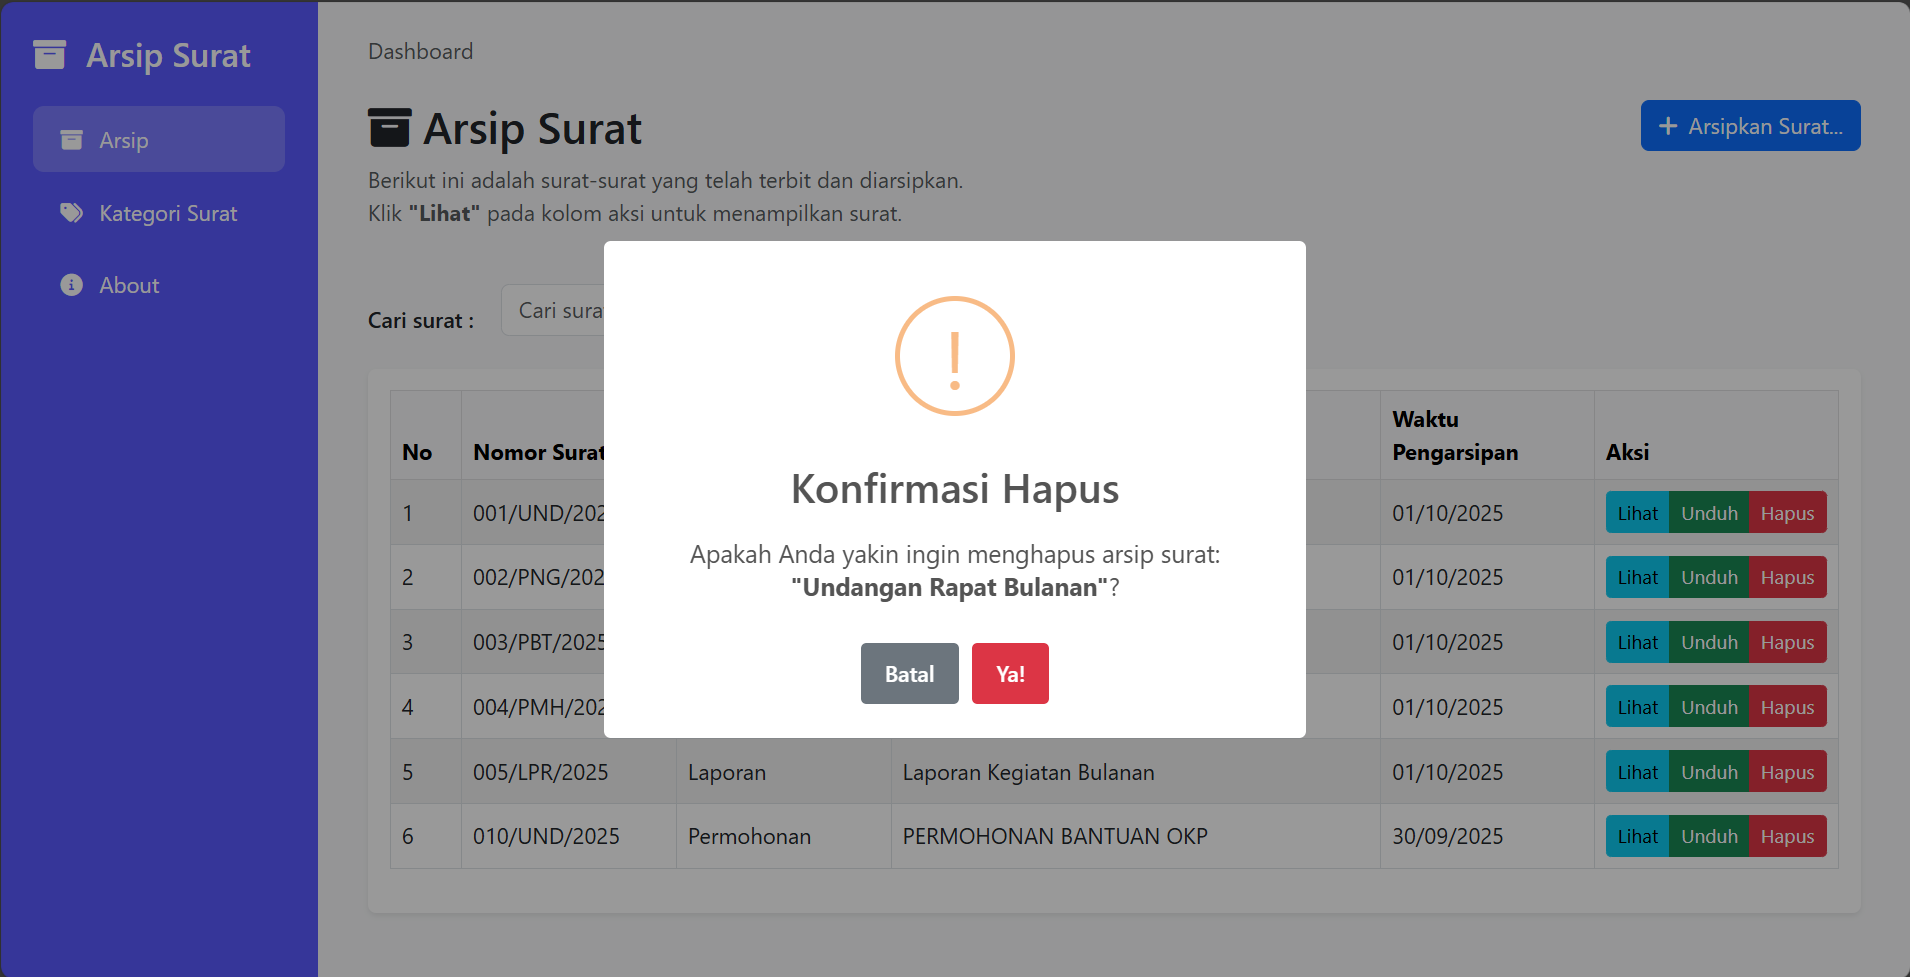 Arsip Surat
Arsip
Kategori Surat
About
Dashboard
Arsip Surat
Arsipkan Surat...
Berikut ini adalah surat-surat yang telah terbit dan diarsipkan.
Klik "Lihat" pada kolom aksi untuk menampilkan surat.
Cari surat :
Cari
!
Konfirmasi Hapus
Apakah Anda yakin ingin menghapus arsip surat:
"Undangan Rapat Bulanan"?
Batal Ya!
No Nomor Surat Waktu Pengarsipan Aksi
1 001/UND/202 01/10/2025 Lihat Unduh Hapus
2 002/PNG/202 01/10/2025 Lihat Unduh Hapus
3 003/PBT/2025 01/10/2025 Lihat Unduh Hapus
4 004/PMH/202 01/10/2025 Lihat Unduh Hapus
5 005/LPR/2025 Laporan Laporan Kegiatan Bulanan 01/10/2025 Lihat Unduh Hapus
6 010/UND/2025 Permohonan PERMOHONAN BANTUAN OKP 30/09/2025 Lihat Unduh Hapus